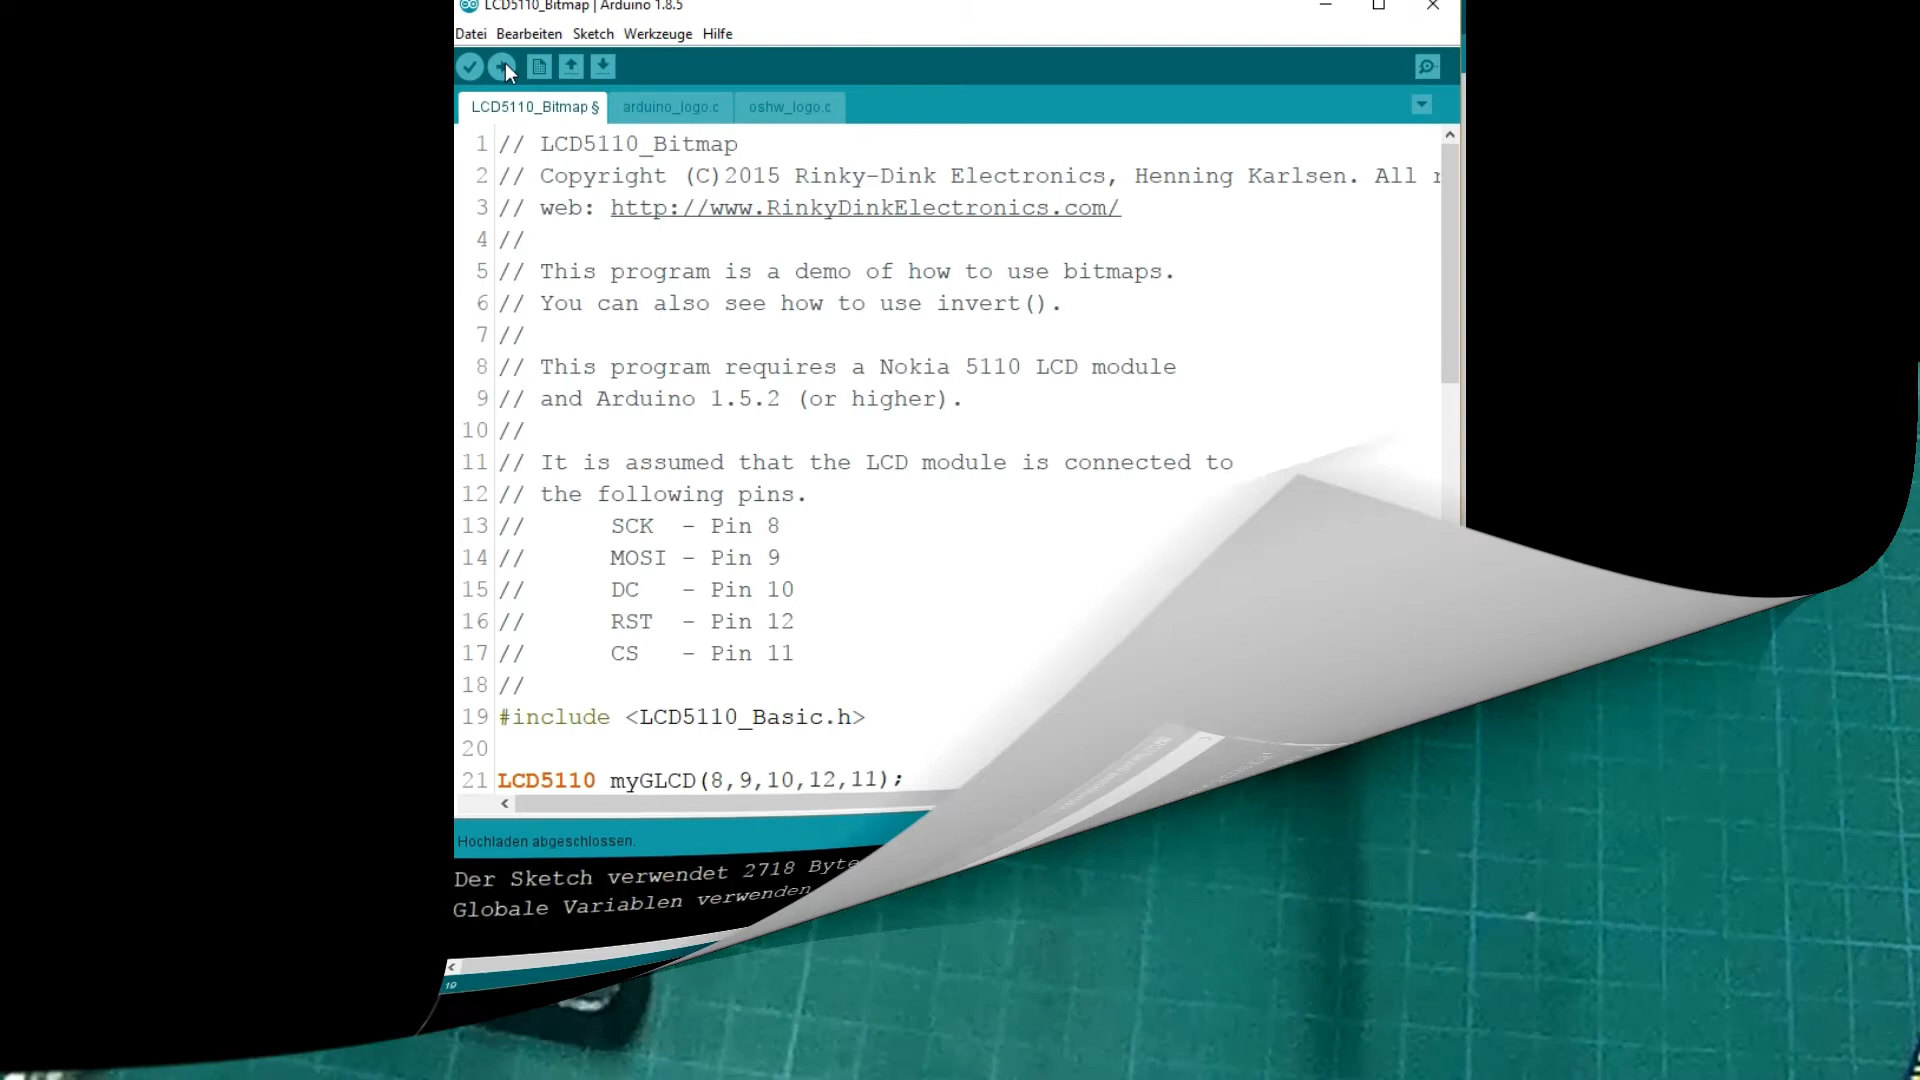 LCD5110_Bitmap | Arduino 1.8.5
Datei Bearbeiten Sketch Werkzeuge Hilfe
LCD5110_Bitmap § arduino_logo.c oshw_logo.c
1 // LCD5110_Bitmap
2 // Copyright (C)2015 Rinky-Dink Electronics, Henning Karlsen. All r
3 // web: http://www.RinkyDinkElectronics.com/
4 //
5 // This program is a demo of how to use bitmaps.
6 // You can also see how to use invert().
7 //
8 // This program requires a Nokia 5110 LCD module
9 // and Arduino 1.5.2 (or higher).
10 //
11 // It is assumed that the LCD module is connected to
12 // the following pins.
13 // SCK - Pin 8
14 // MOSI - Pin 9
15 // DC - Pin 10
16 // RST - Pin 12
17 // CS - Pin 11
18 //
19 #include <LCD5110_Basic.h>
20
21 LCD5110 myGLCD(8,9,10,12,11);
Hochladen abgeschlossen.
Der Sketch verwendet 2718 Byte
Globale Variablen verwenden
19